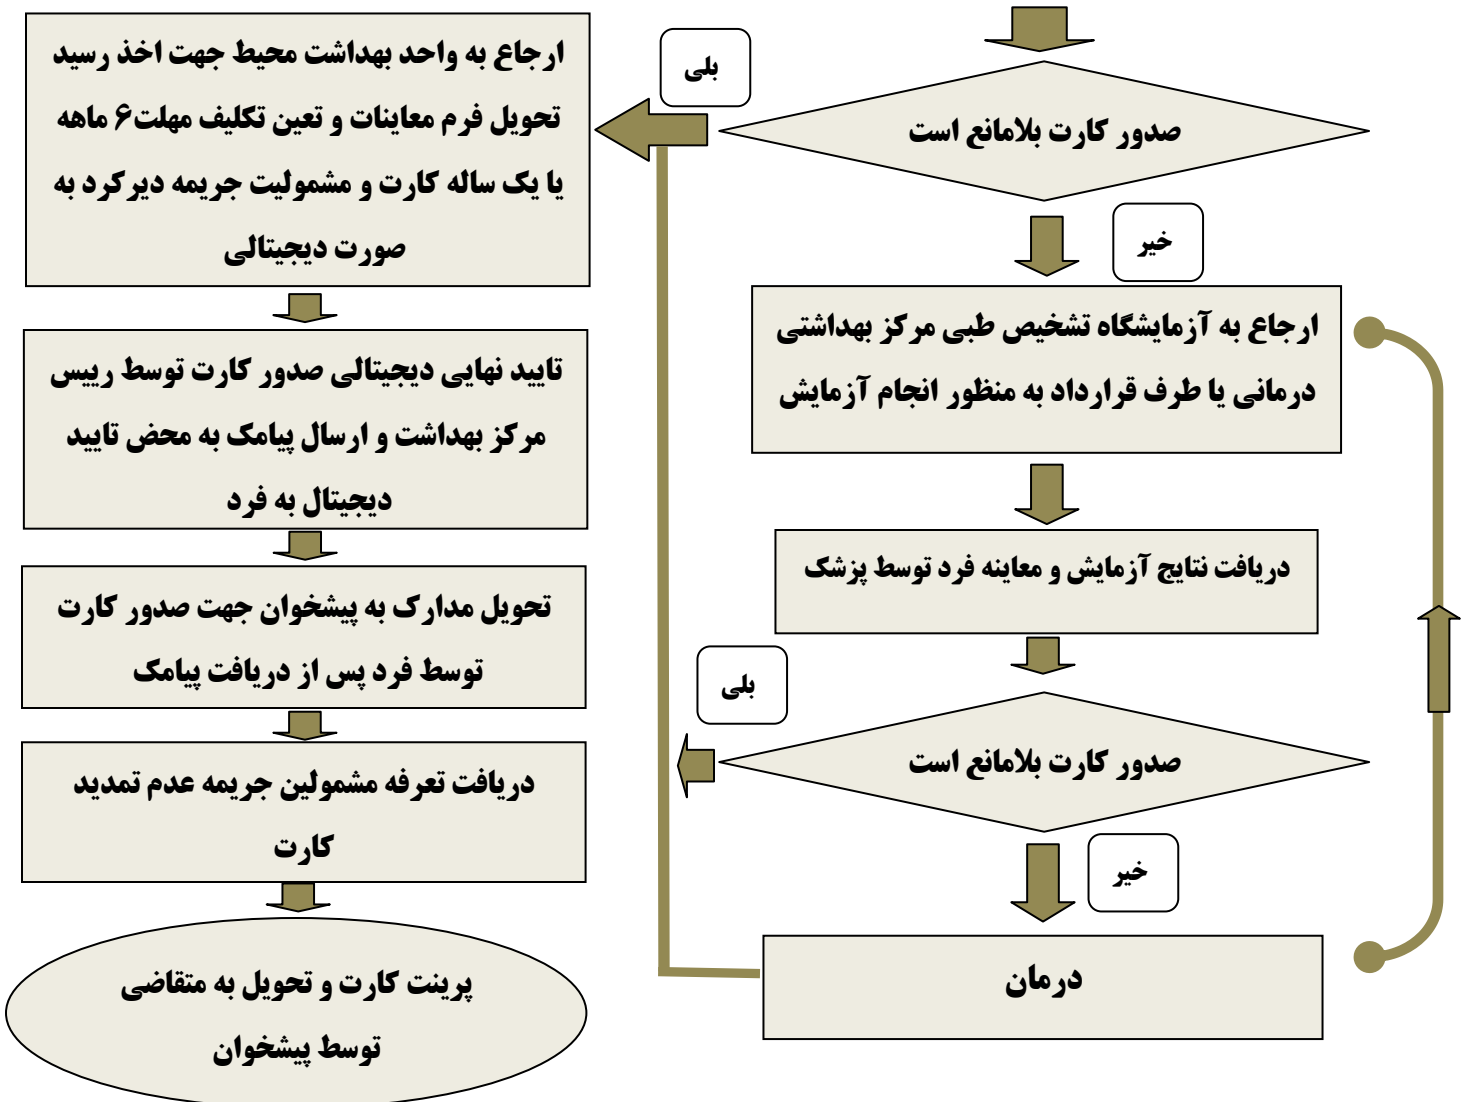 صدور کارت بلامانع است
بلی
خیر
ارجاع به آزمایشگاه تشخیص طبی مرکز بهداشتی
درمانی یا طرف قرارداد به منظور انجام آزمایش
دریافت نتایج آزمایش و معاینه فرد توسط پزشک
صدور کارت بلامانع است
بلی
خیر
درمان
ارجاع به واحد بهداشت محیط جهت اخذ رسید
تحویل فرم معاینات و تعین تکلیف مهلت۶ ماهه
یا یک ساله کارت و مشمولیت جریمه دیرکرد به
صورت دیجیتالی
تایید نهایی دیجیتالی صدور کارت توسط رییس
مرکز بهداشت و ارسال پیامک به محض تایید
دیجیتال به فرد
تحویل مدارک به پیشخوان جهت صدور کارت
توسط فرد پس از دریافت پیامک
دریافت تعرفه مشمولین جریمه عدم تمدید
کارت
پرینت کارت و تحویل به متقاضی
توسط پیشخوان